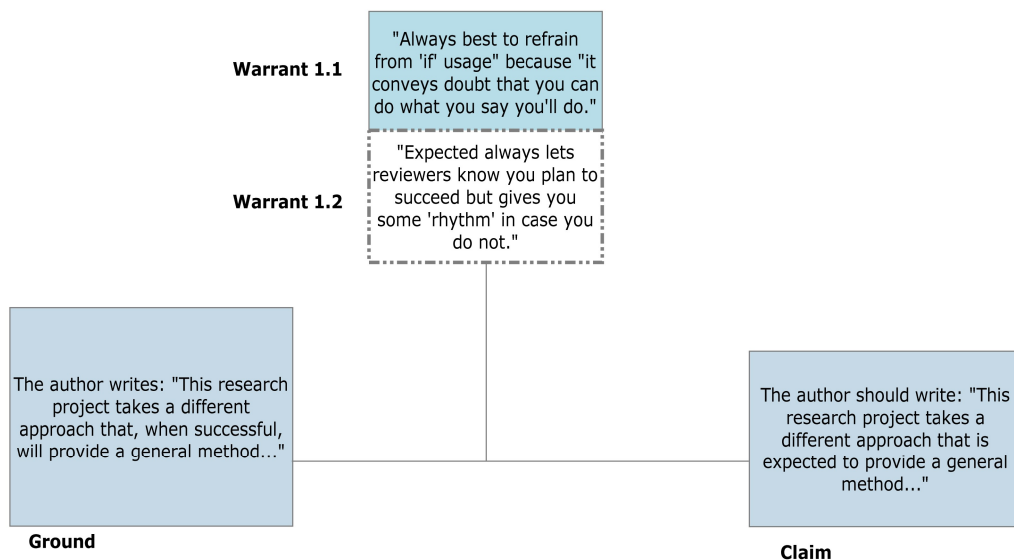 Warrant 1.1
"Always best to refrain
from 'if' usage" because "it
conveys doubt that you can
do what you say you'll do."
Warrant 1.2
"Expected always lets
reviewers know you plan to
succeed but gives you
some 'rhythm' in case you
do not."
The author writes: "This research
project takes a different
approach that, when successful,
will provide a general method..."
Ground
The author should write: "This
research project takes a
different approach that is
expected to provide a general
method..."
Claim